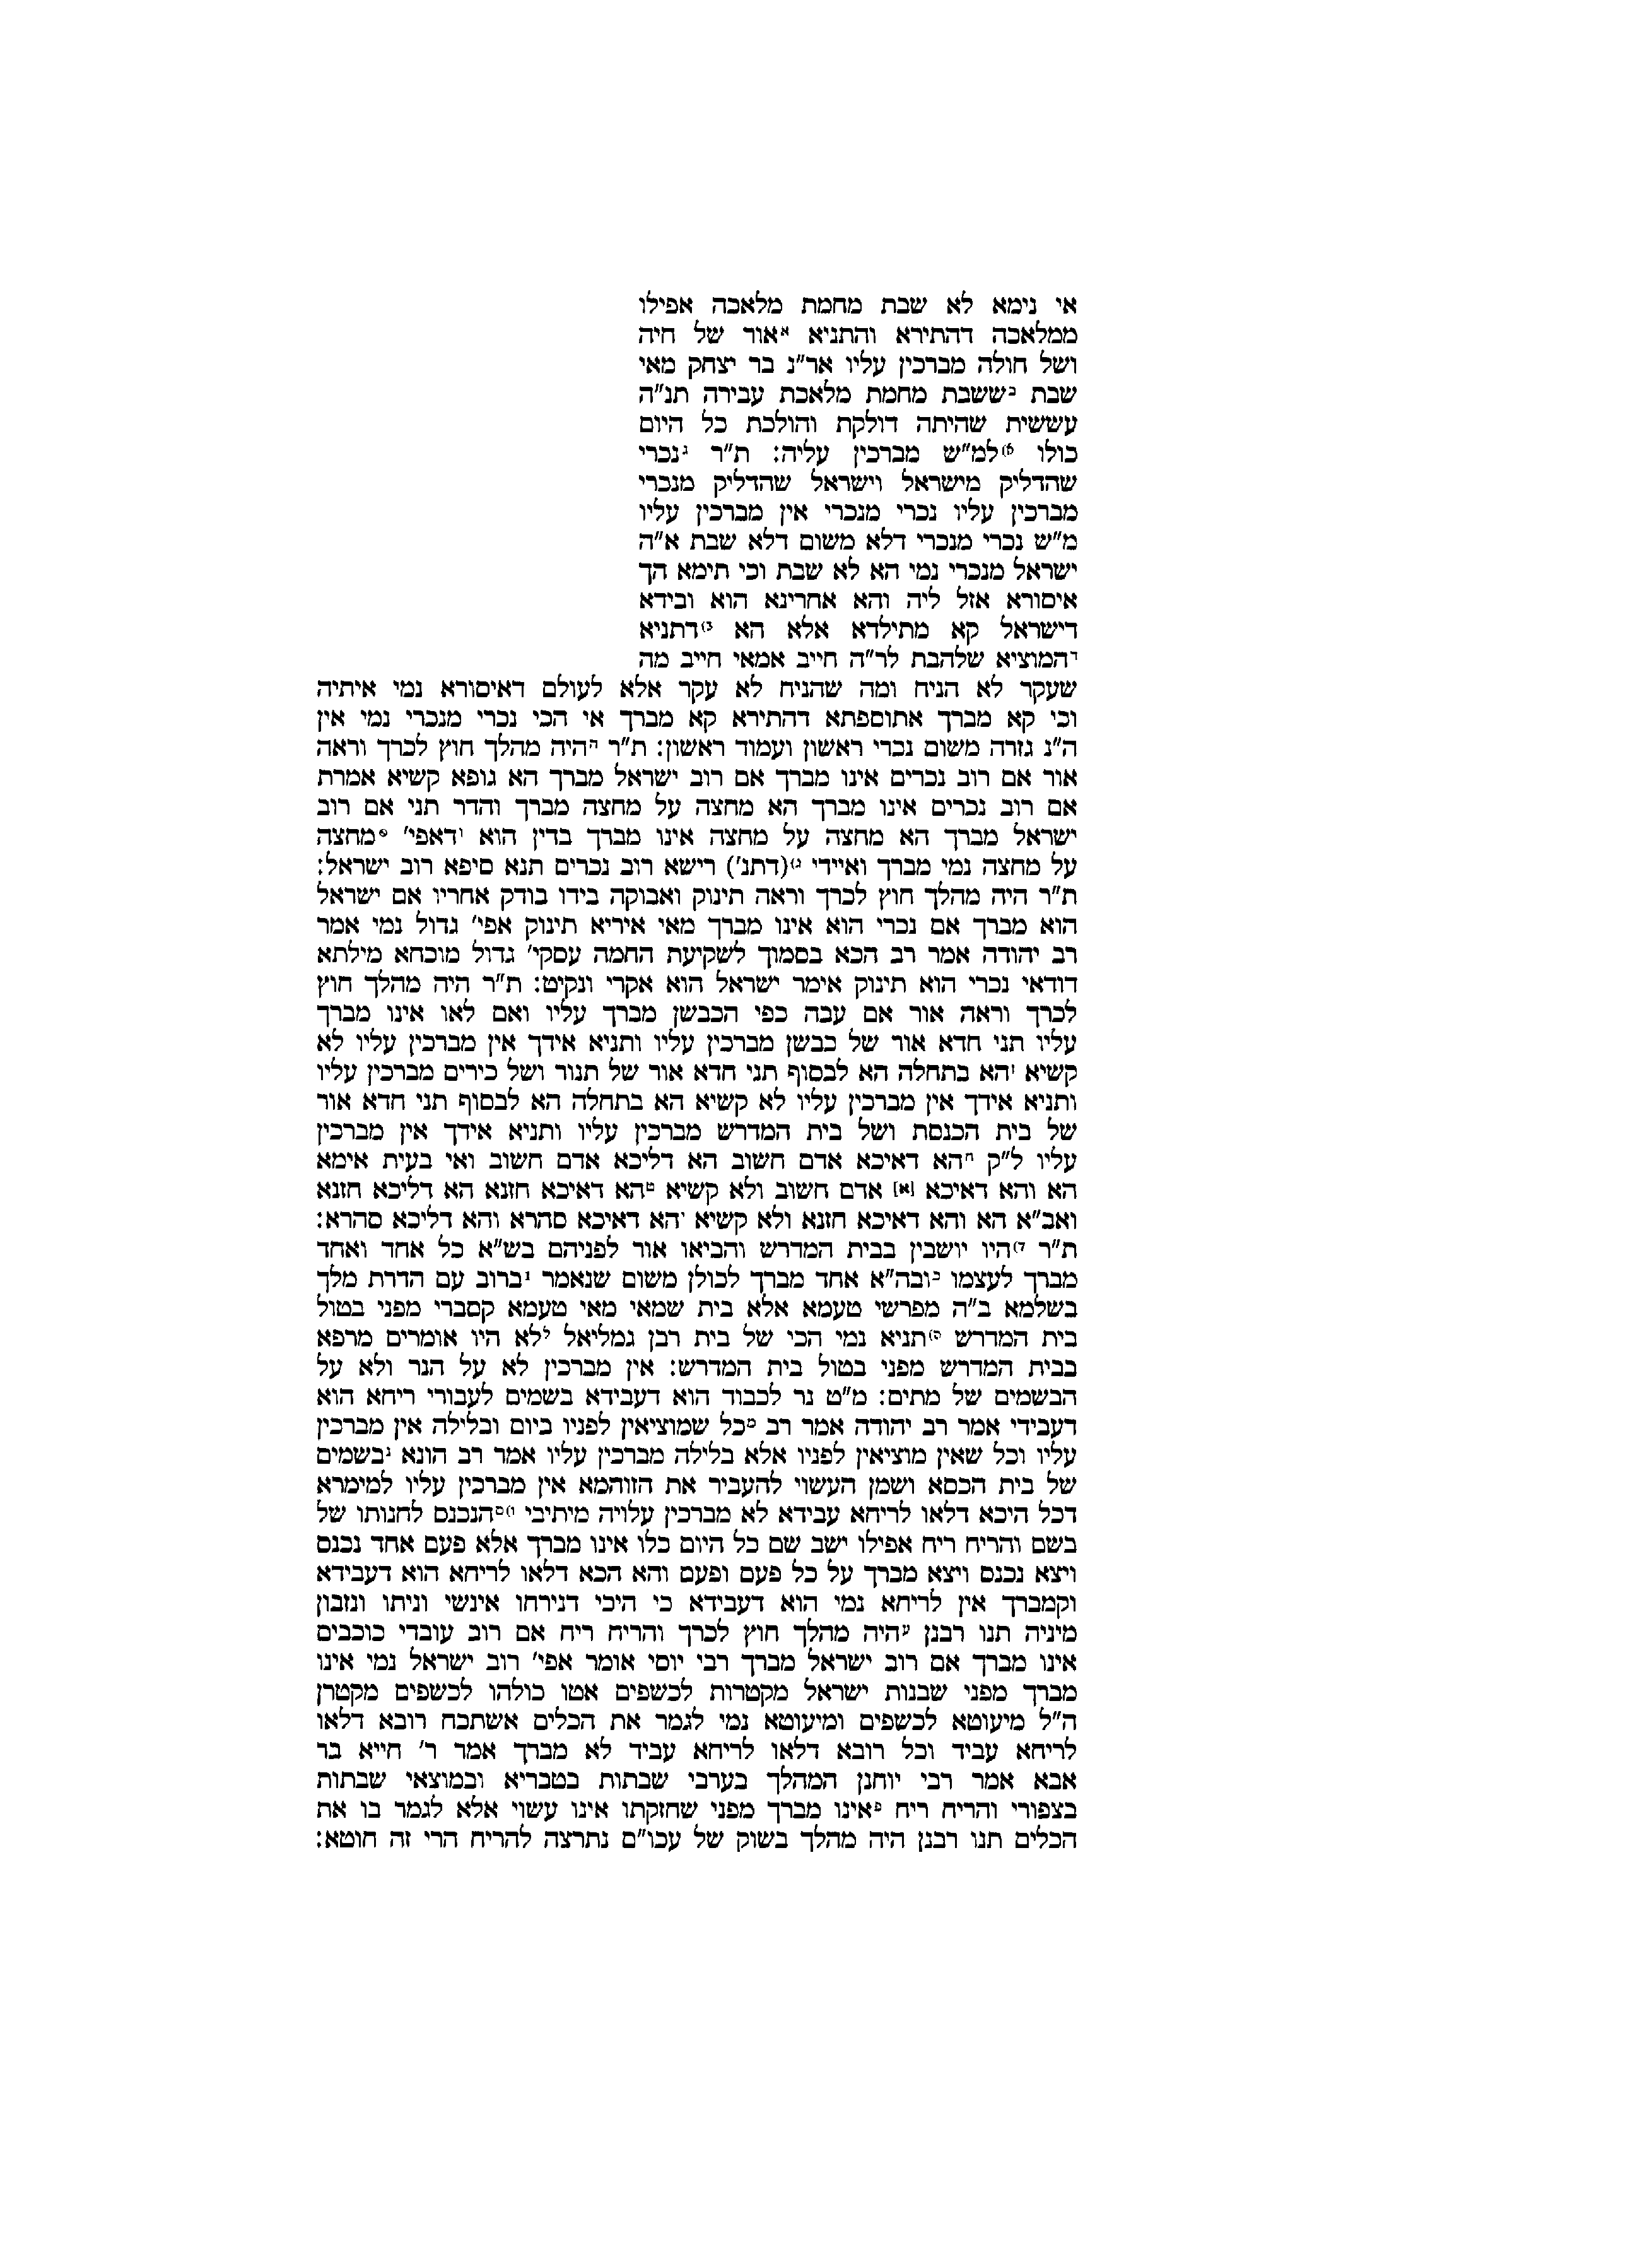 אי נימא לא שבת מחמת מלאכה אפילו
ממלאכה דהתירא והתניא אאור של חיה
ושל חולה מברכין עליו אר"נ בר יצחק מאי
שבת בששבת מחמת מלאכת עבירה תנ"ה
עששית שהיתה דולקת והולכת כל היום
כולו א)למ"ש מברכין עליה: ת"ר גנכרי
שהדליק מישראל וישראל שהדליק מנכרי
מברכין עליו נכרי מנכרי אין מברכין עליו
מ"ש נכרי מנכרי דלא משום דלא שבת א"ה
ישראל מנכרי נמי הא לא שבת וכי תימא הך
איסורא אזל ליה והא אחרינא הוא ובידא
דישראל קא מתילדא אלא הא ב)דתניא
דהמוציא שלהבת לר"ה חייב אמאי חייב מה
שעקר לא הניח ומה שהניח לא עקר אלא לעולם דאיסורא נמי איתיה
וכי קא מברך אתוספתא דהתירא קא מברך אי הכי נכרי מנכרי נמי אין
ה"נ גזרה משום נכרי ראשון ועמוד ראשון: ת"ר ההיה מהלך חוץ לכרך וראה
אור אם רוב נכרים אינו מברך אם רוב ישראל מברך הא גופא קשיא אמרת
אם רוב נכרים אינו מברך הא מחצה על מחצה מברך והדר תני אם רוב
ישראל מברך הא מחצה על מחצה אינו מברך בדין הוא ודאפי' מחצה
על מחצה נמי מברך ואיידי ג)(דתנ') רישא רוב נכרים תנא סיפא רוב ישראל:
ת"ר היה מהלך חוץ לכרך וראה תינוק ואבוקה בידו בודק אחריו אם ישראל
הוא מברך אם נכרי הוא אינו מברך מאי איריא תינוק אפי' גדול נמי אמר
רב יהודה אמר רב הכא בסמוך לשקיעת החמה עסקי' גדול מוכחא מילתא
דודאי נכרי הוא תינוק אימר ישראל הוא אקרי ונקיט: ת"ר היה מהלך חוץ
לכרך וראה אור אם עבה כפי הכבשן מברך עליו ואם לאו אינו מברך
עליו תני חדא אור של כבשן מברכין עליו ותניא אידך אין מברכין עליו לא
קשיא זהא בתחלה הא לבסוף תני חדא אור של תנור ושל כירים מברכין עליו
ותניא אידך אין מברכין עליו לא קשיא הא בתחלה הא לבסוף תני חדא אור
של בית הכנסת ושל בית המדרש מברכין עליו ותניא אידך אין מברכין
עליו ל"ק חהא דאיכא אדם חשוב הא דליכא אדם חשוב ואי בעית אימא
הא והא דאיכא [א] אדם חשוב ולא קשיא טהא דאיכא חזנא הא דליכא חזנא
ואב"א הא והא דאיכא חזנא ולא קשיא יהא דאיכא סהרא והא דליכא סהרא:
ת"ר ד)היו יושבין בבית המדרש והביאו אור לפניהם בש"א כל אחד ואחד
מברך לעצמו כובה"א אחד מברך לכולן משום שנאמר וברוב עם הדרת מלך
בשלמא ב"ה מפרשי טעמא אלא בית שמאי מאי טעמא קסברי מפני בטול
בית המדרש ה)תניא נמי הכי של בית רבן גמליאל ללא היו אומרים מרפא
בבית המדרש מפני בטול בית המדרש: אין מברכין לא על הנר ולא על
הבשמים של מתים: מ"ט נר לכבוד הוא דעבידא בשמים לעבורי ריחא הוא
דעבידי אמר רב יהודה אמר רב מכל שמוציאין לפניו ביום ובלילה אין מברכין
עליו וכל שאין מוציאין לפניו אלא בלילה מברכין עליו אמר רב הונא נבשמים
של בית הכסא ושמן העשוי להעביר את הזוהמא אין מברכין עליו למימרא
דכל היכא דלאו לריחא עבידא לא מברכין עלויה מיתיבי ו)סהנכנס לחנותו של
בשם והריח ריח אפילו ישב שם כל היום כלו אינו מברך אלא פעם אחד נכנס
ויצא נכנס ויצא מברך על כל פעם ופעם והא הכא דלאו לריחא הוא דעבידא
וקמברך אין לריחא נמי הוא דעבידא כי היכי דנירחו אינשי וניתו ונזבון
מיניה תנו רבנן עהיה מהלך חוץ לכרך והריח ריח אם רוב עובדי כוכבים
אינו מברך אם רוב ישראל מברך רבי יוסי אומר אפי' רוב ישראל נמי אינו
מברך מפני שבנות ישראל מקטרות לכשפים אטו כולהו לכשפים מקטרן
ה"ל מיעוטא לכשפים ומיעוטא נמי לגמר את הכלים אשתכח רובא דלאו
לריחא עביד וכל רובא דלאו לריחא עביד לא מברך אמר ר' חייא בר
אבא אמר רבי יוחנן המהלך בערבי שבתות בטבריא ובמוצאי שבתות
בצפורי והריח ריח פאינו מברך מפני שחזקתו אינו עשוי אלא לגמר בו את
הכלים תנו רבנן היה מהלך בשוק של עכו"ם נתרצה להריח הרי זה חוטא: